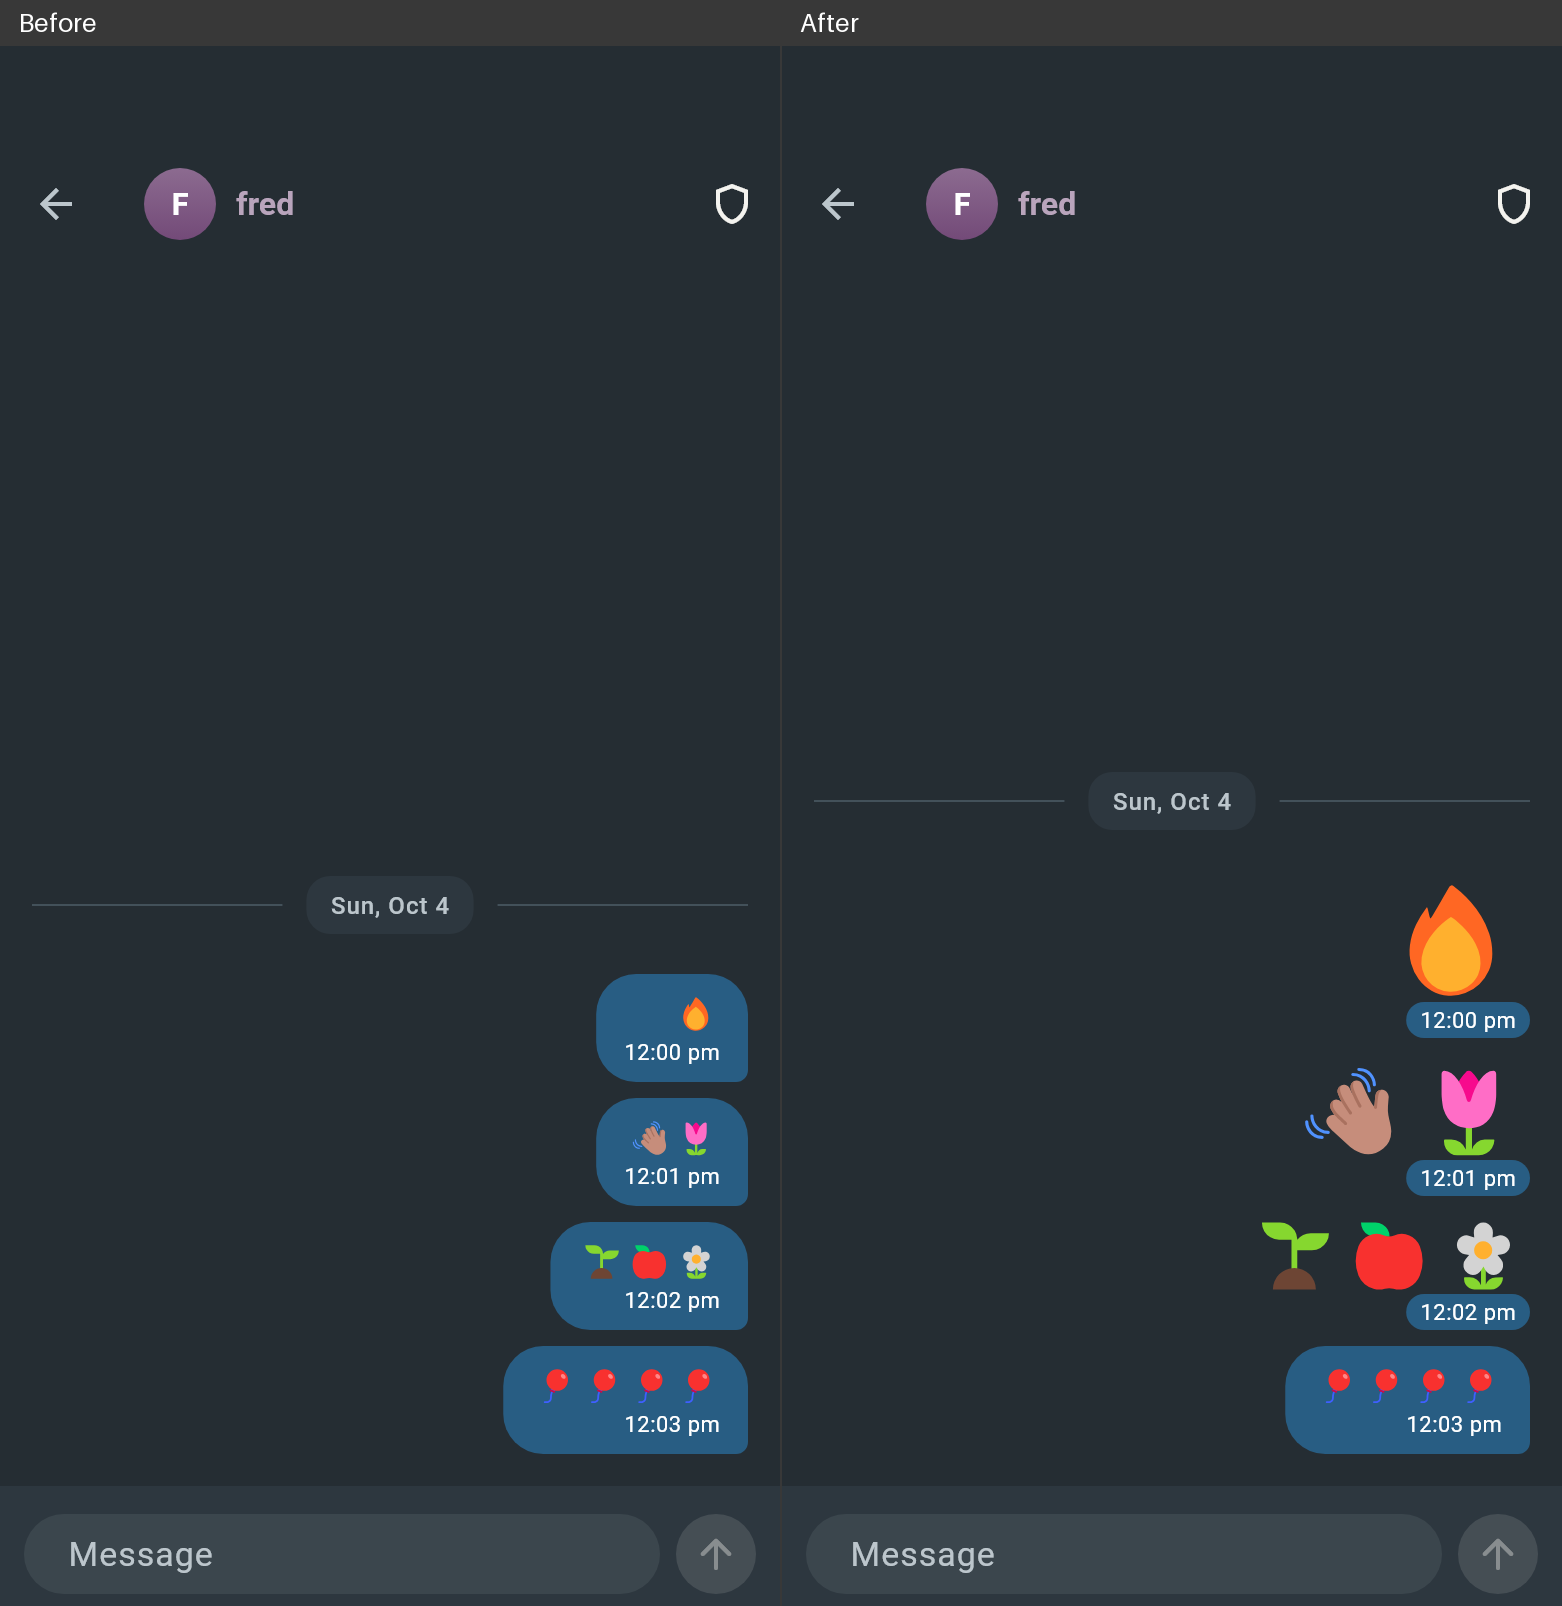 Before
F
fred
Sun, Oct 4
🔥
12:00 pm
👋🏽 🌷
12:01 pm
🌱 🍎 🌼
12:02 pm
🎈 🎈 🎈 🎈
12:03 pm
Message
After
F
fred
Sun, Oct 4
🔥
12:00 pm
👋🏽 🌷
12:01 pm
🌱 🍎 🌼
12:02 pm
🎈 🎈 🎈 🎈
12:03 pm
Message